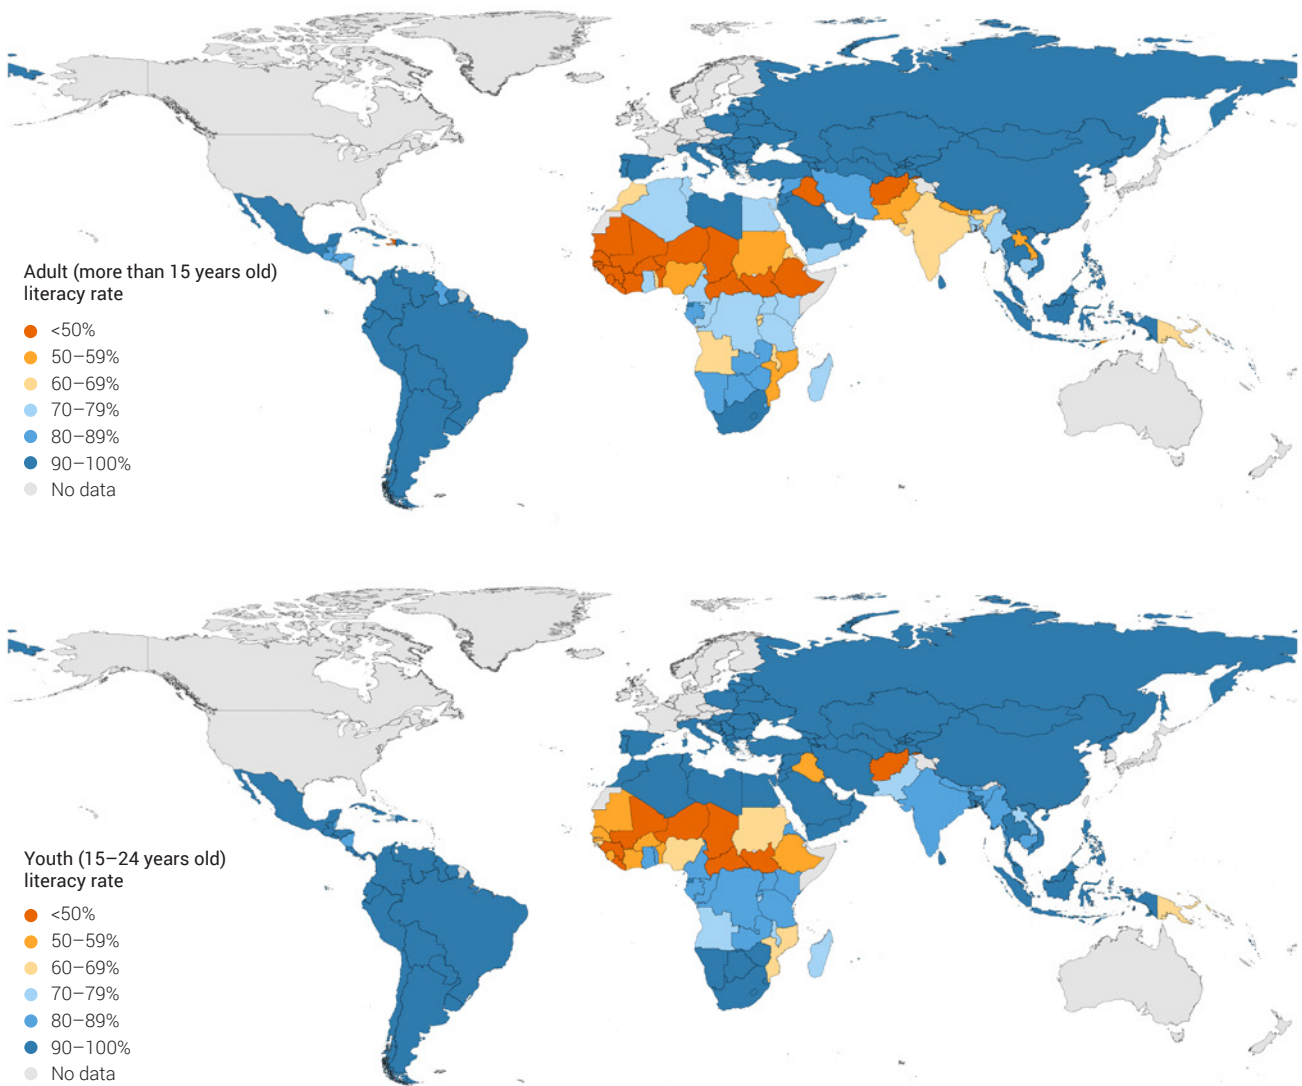 Adult (more than 15 years old)
literacy rate
<50%
50–59%
60–69%
70–79%
80–89%
90–100%
No data
Youth (15–24 years old)
literacy rate
<50%
50–59%
60–69%
70–79%
80–89%
90–100%
No data